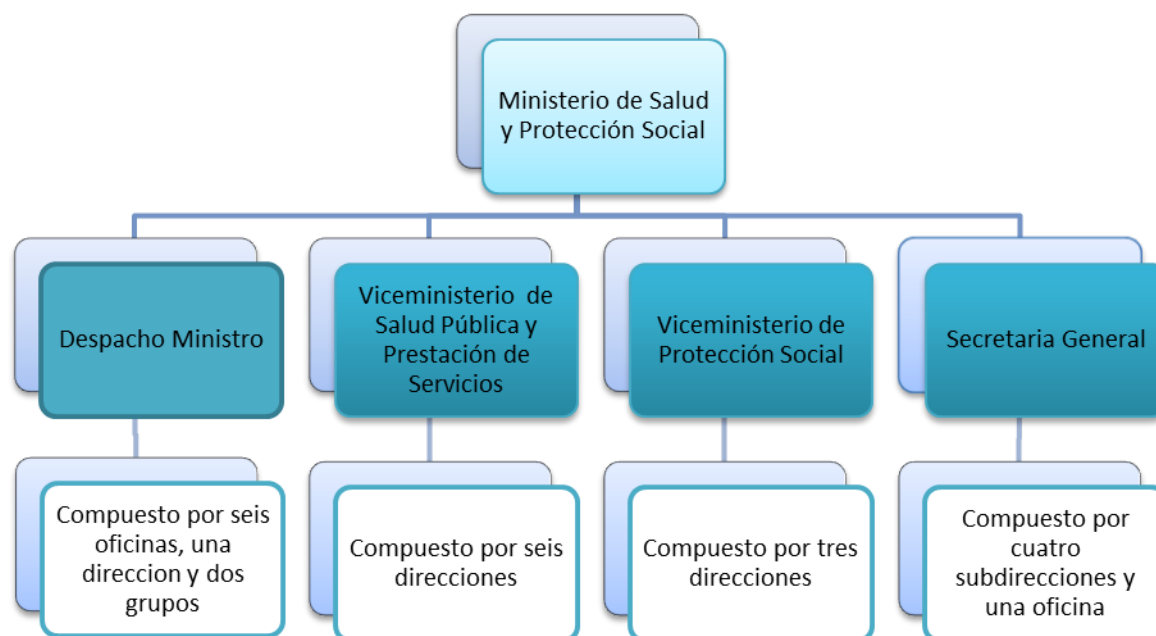 Ministerio de Salud
y Protección Social
Despacho Ministro
Viceministerio de
Salud Pública y
Prestación de
Servicios
Viceministerio de
Protección Social
Secretaria General
Compuesto por seis
oficinas, una
direccion y dos
grupos
Compuesto por seis
direcciones
Compuesto por tres
direcciones
Compuesto por
cuatro
subdirecciones y
una oficina